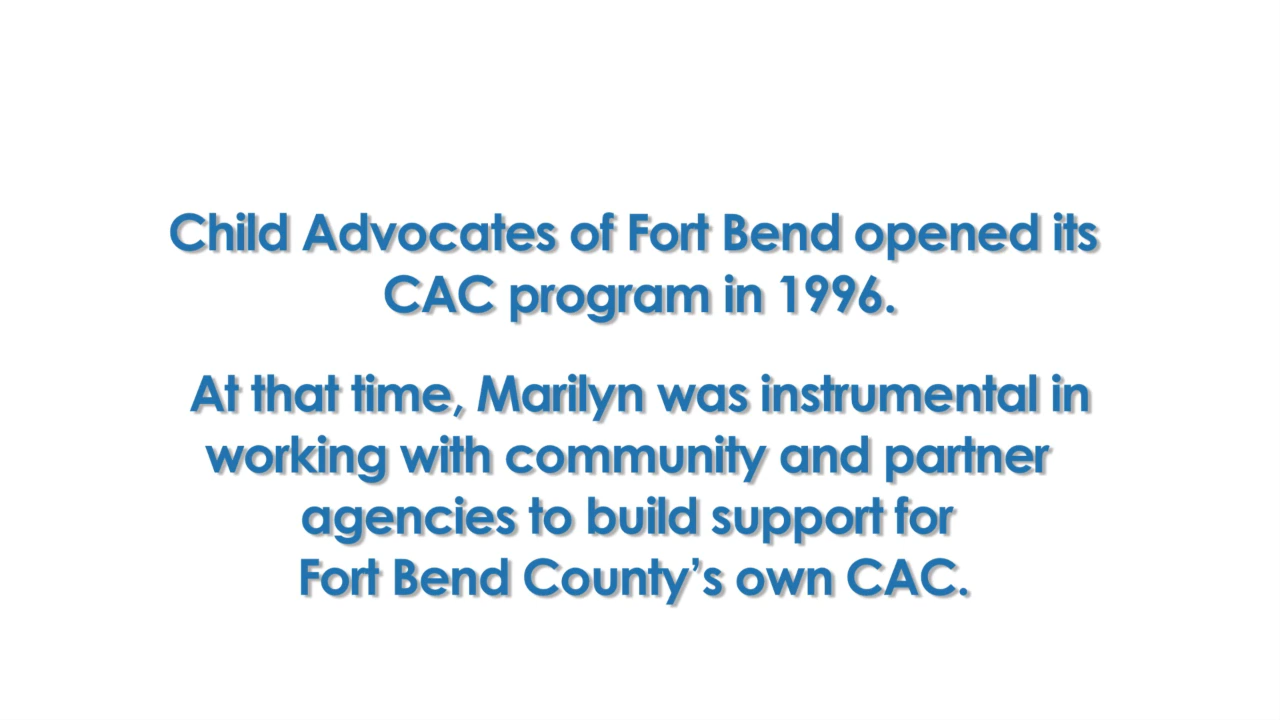 Child Advocates of Fort Bend opened its
CAC program in 1996.
At that time, Marilyn was instrumental in
working with community and partner
agencies to build support for
Fort Bend County’s own CAC.